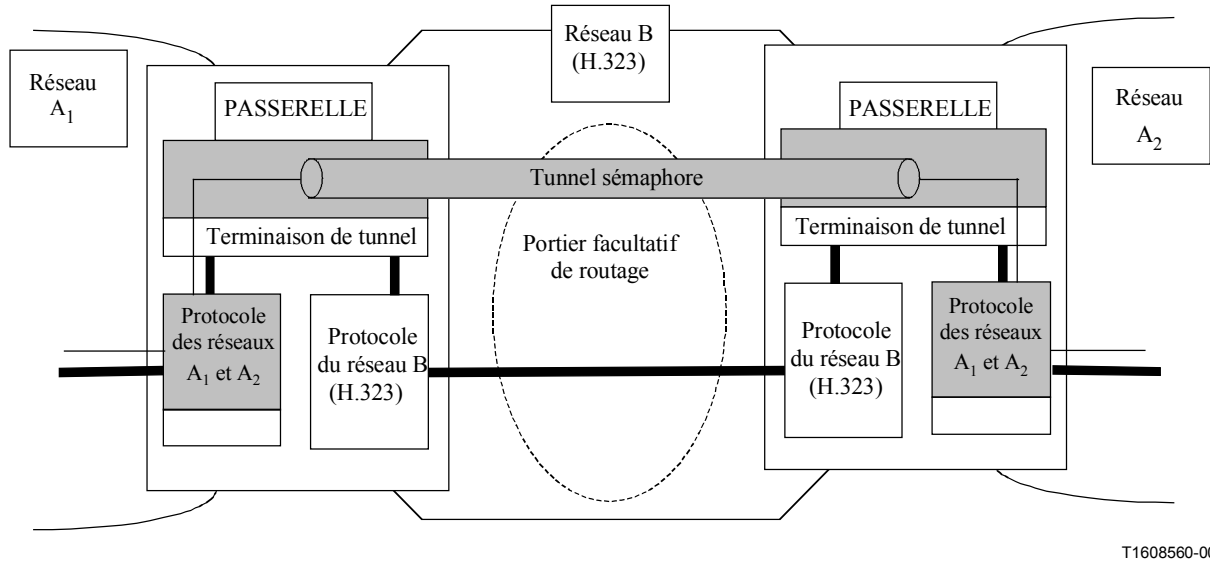 Réseau B
(H.323)
Réseau
A1
PASSERELLE
PASSERELLE
Réseau
A2
Tunnel sémaphore
Terminaison de tunnel
Terminaison de tunnel
Portier facultatif
de routage
Protocole
des réseaux
A1 et A2
Protocole
du réseau B
(H.323)
Protocole
du réseau B
(H.323)
Protocole
des réseaux
A1 et A2
T1608560-00